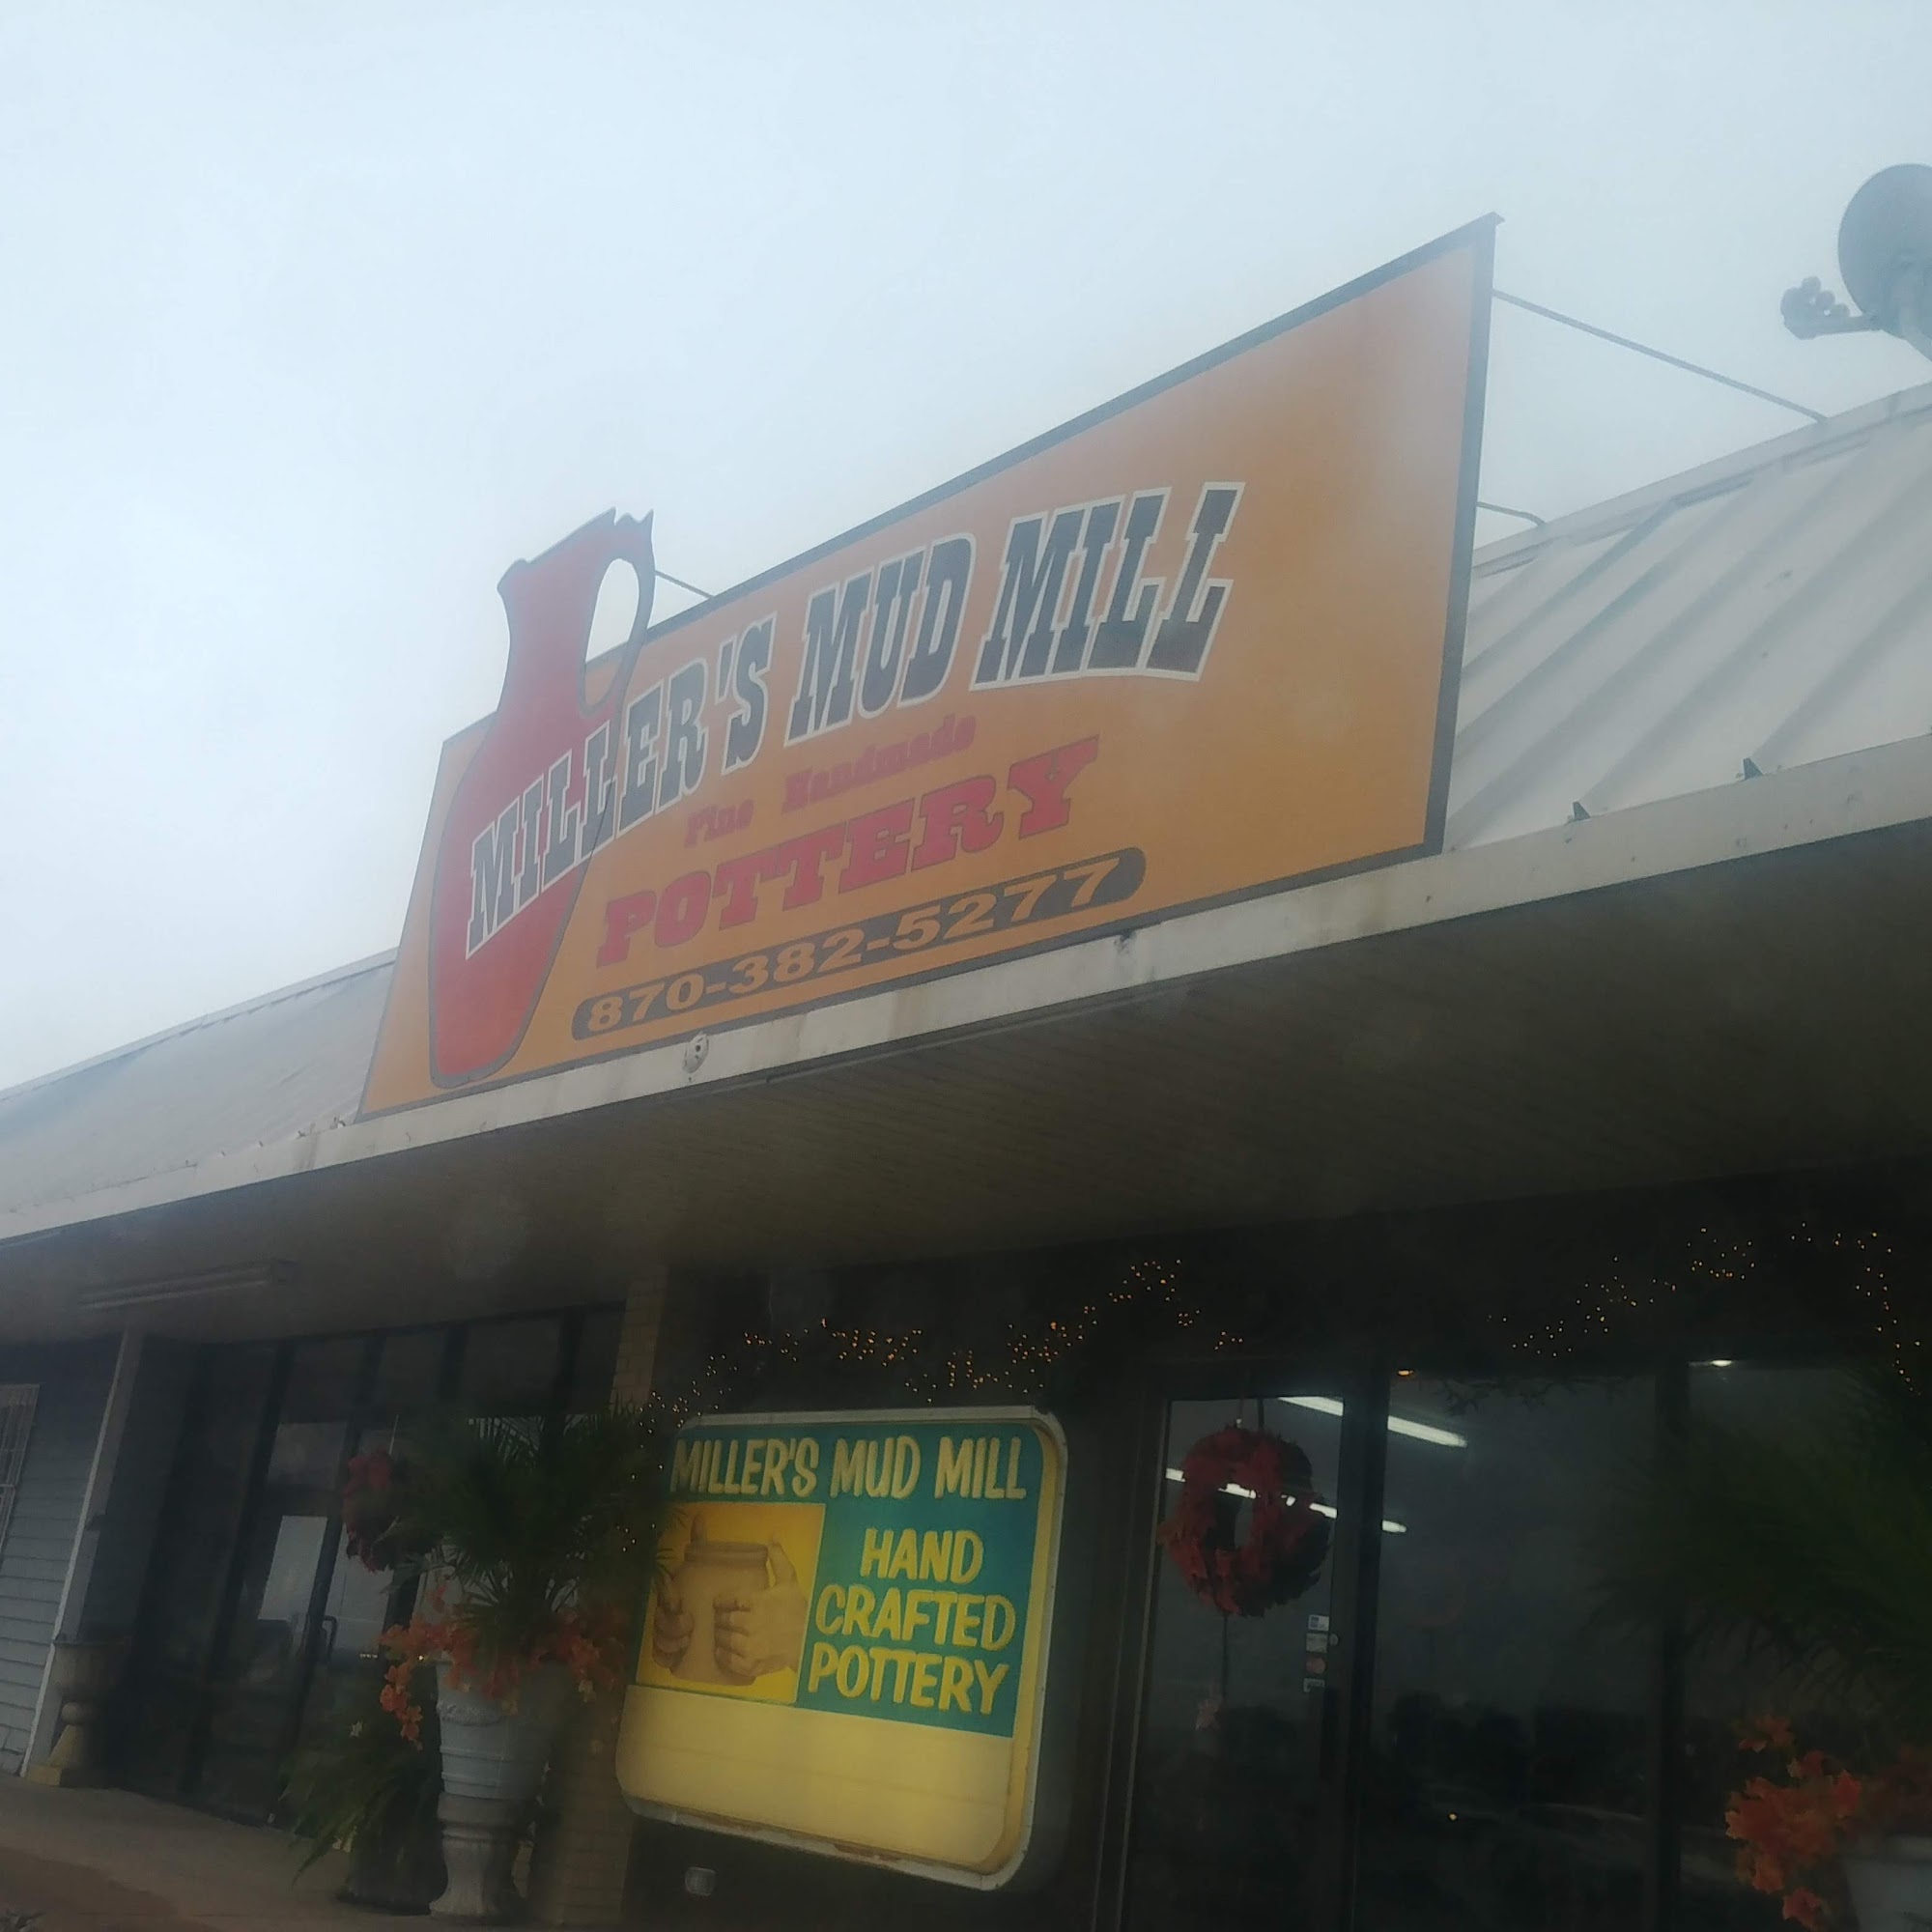 MILLER'S MUD MILL
Fine Handmade
POTTERY
870-382-5277
MILLER'S MUD MILL
HAND
CRAFTED
POTTERY